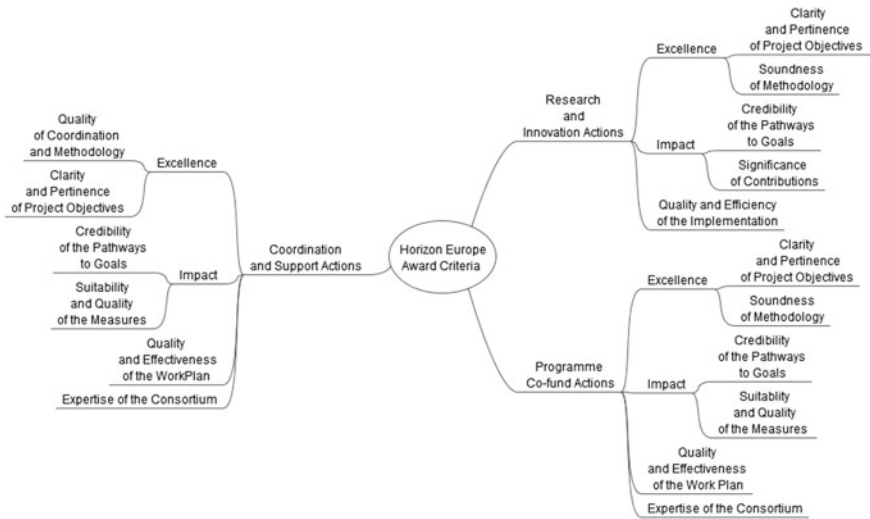 Horizon Europe
Award Criteria
Research
and
Innovation Actions
Excellence
Clarity
and Pertinence
of Project Objectives
Soundness
of Methodology
Impact
Credibility
of the Pathways
to Goals
Significance
of Contributions
Quality and Efficiency
of the Implementation
Programme
Co-fund Actions
Excellence
Clarity
and Pertinence
of Project Objectives
Soundness
of Methodology
Impact
Credibility
of the Pathways
to Goals
Suitablity
and Quality
of the Measures
Quality
and Effectiveness
of the Work Plan
Expertise of the Consortium
Coordination
and Support Actions
Excellence
Quality
of Coordination
and Methodology
Clarity
and Pertinence
of Project Objectives
Impact
Credibility
of the Pathways
to Goals
Suitability
and Quality
of the Measures
Quality
and Effectiveness
of the WorkPlan
Expertise of the Consortium